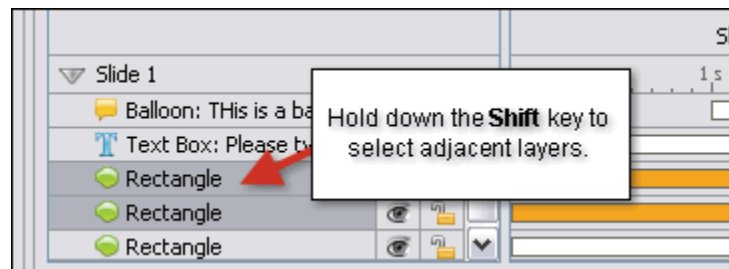 Sl
Slide 1
1 s
Balloon: THis is a ba
Hold down the Shift key to
select adjacent layers.
Text Box: Please ty
Rectangle
Rectangle
Rectangle